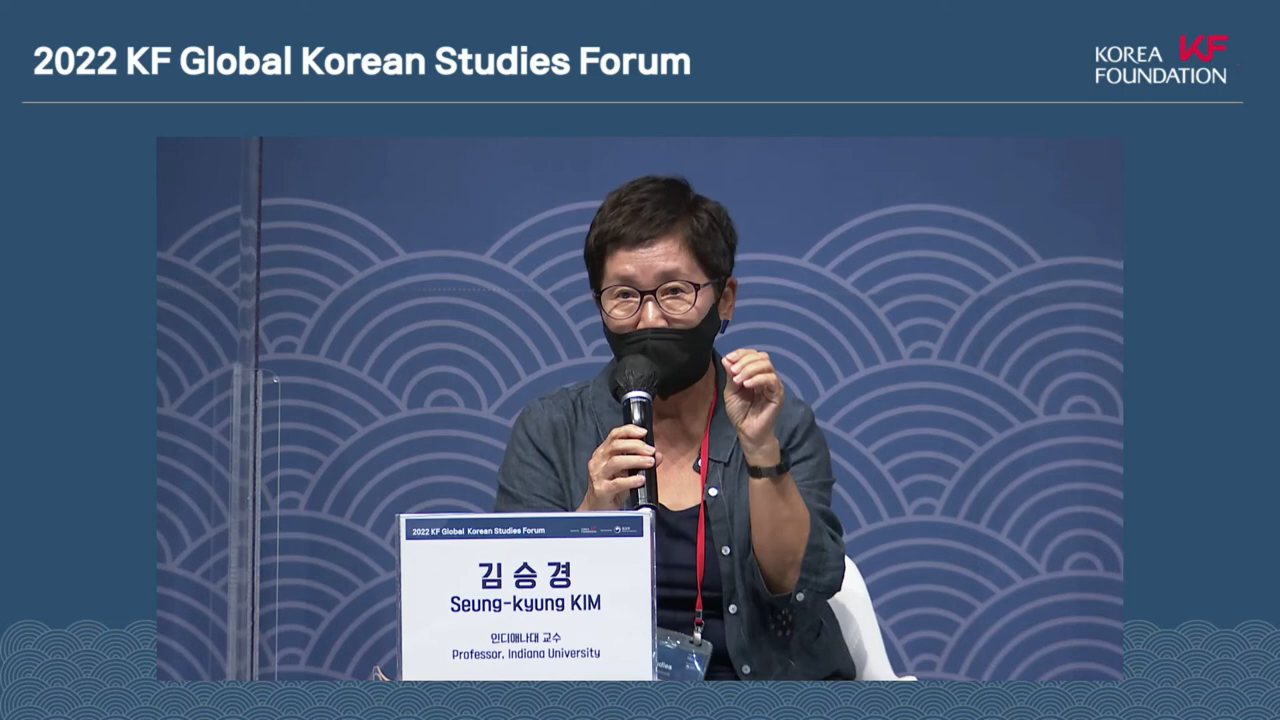 2022 KF Global Korean Studies Forum
KOREA KF
FOUNDATION
2022 KF Global Korean Studies Forum
김승경
Seung-kyung KIM
인디애나대 교수
Professor, Indiana University